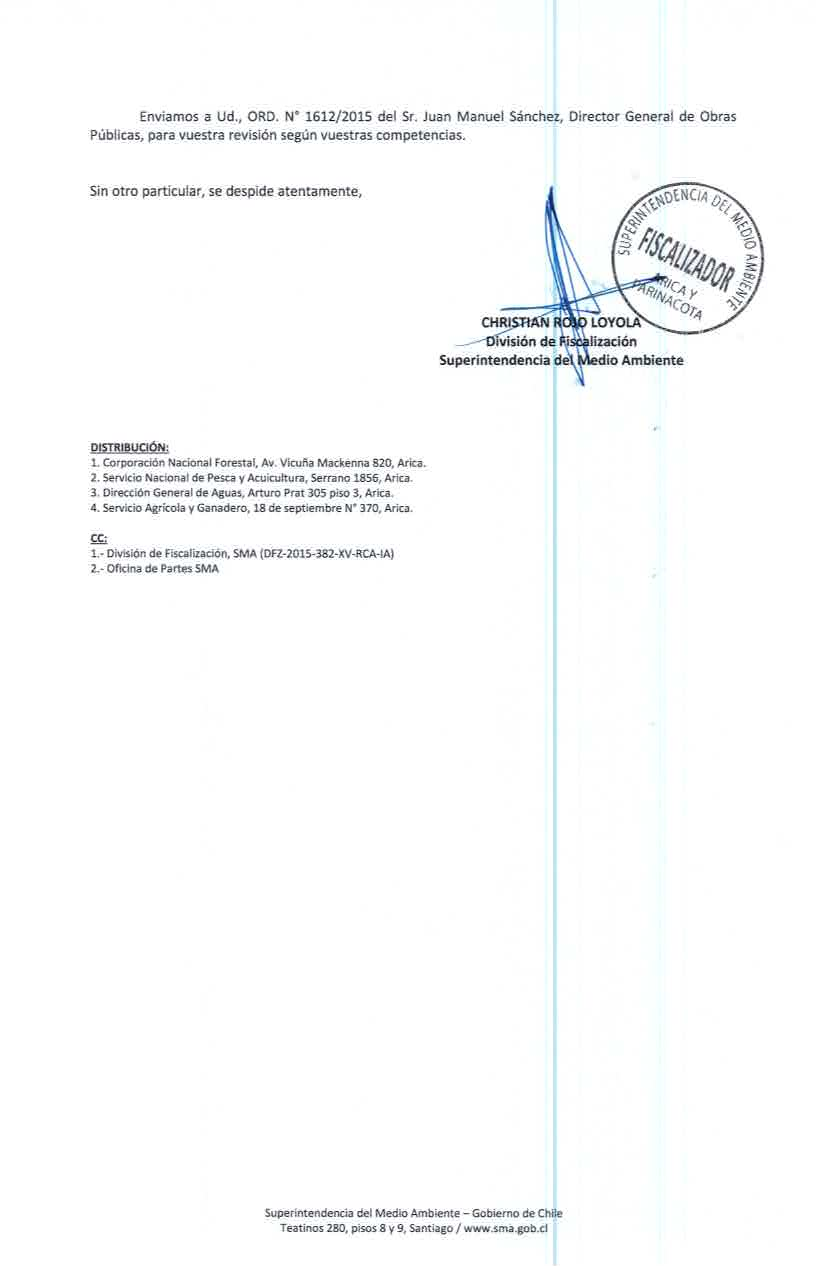 Enviamos a Ud., ORD. N° 1612/2015 del Sr. Juan Manuel Sánchez, Director General de Obras
Públicas, para vuestra revisión según vuestras competencias.
Sin otro particular, se despide atentamente,
SUPERINTENDENCIA DEL MEDIO AMBIENTE
FISCALIZADOR
ARICA Y
PARINACOTA
CHRISTIAN ROJO LOYOLA
División de Fiscalización
Superintendencia del Medio Ambiente
DISTRIBUCIÓN:
1. Corporación Nacional Forestal, Av. Vicuña Mackenna 820, Arica.
2. Servicio Nacional de Pesca y Acuicultura, Serrano 1856, Arica.
3. Dirección General de Aguas, Arturo Prat 305 piso 3, Arica.
4. Servicio Agrícola y Ganadero, 18 de septiembre N° 370, Arica.
CC:
1.- División de Fiscalización, SMA (DFZ-2015-382-XV-RCA-IA)
2.- Oficina de Partes SMA
Superintendencia del Medio Ambiente – Gobierno de Chile
Teatinos 280, pisos 8 y 9, Santiago / www.sma.gob.cl